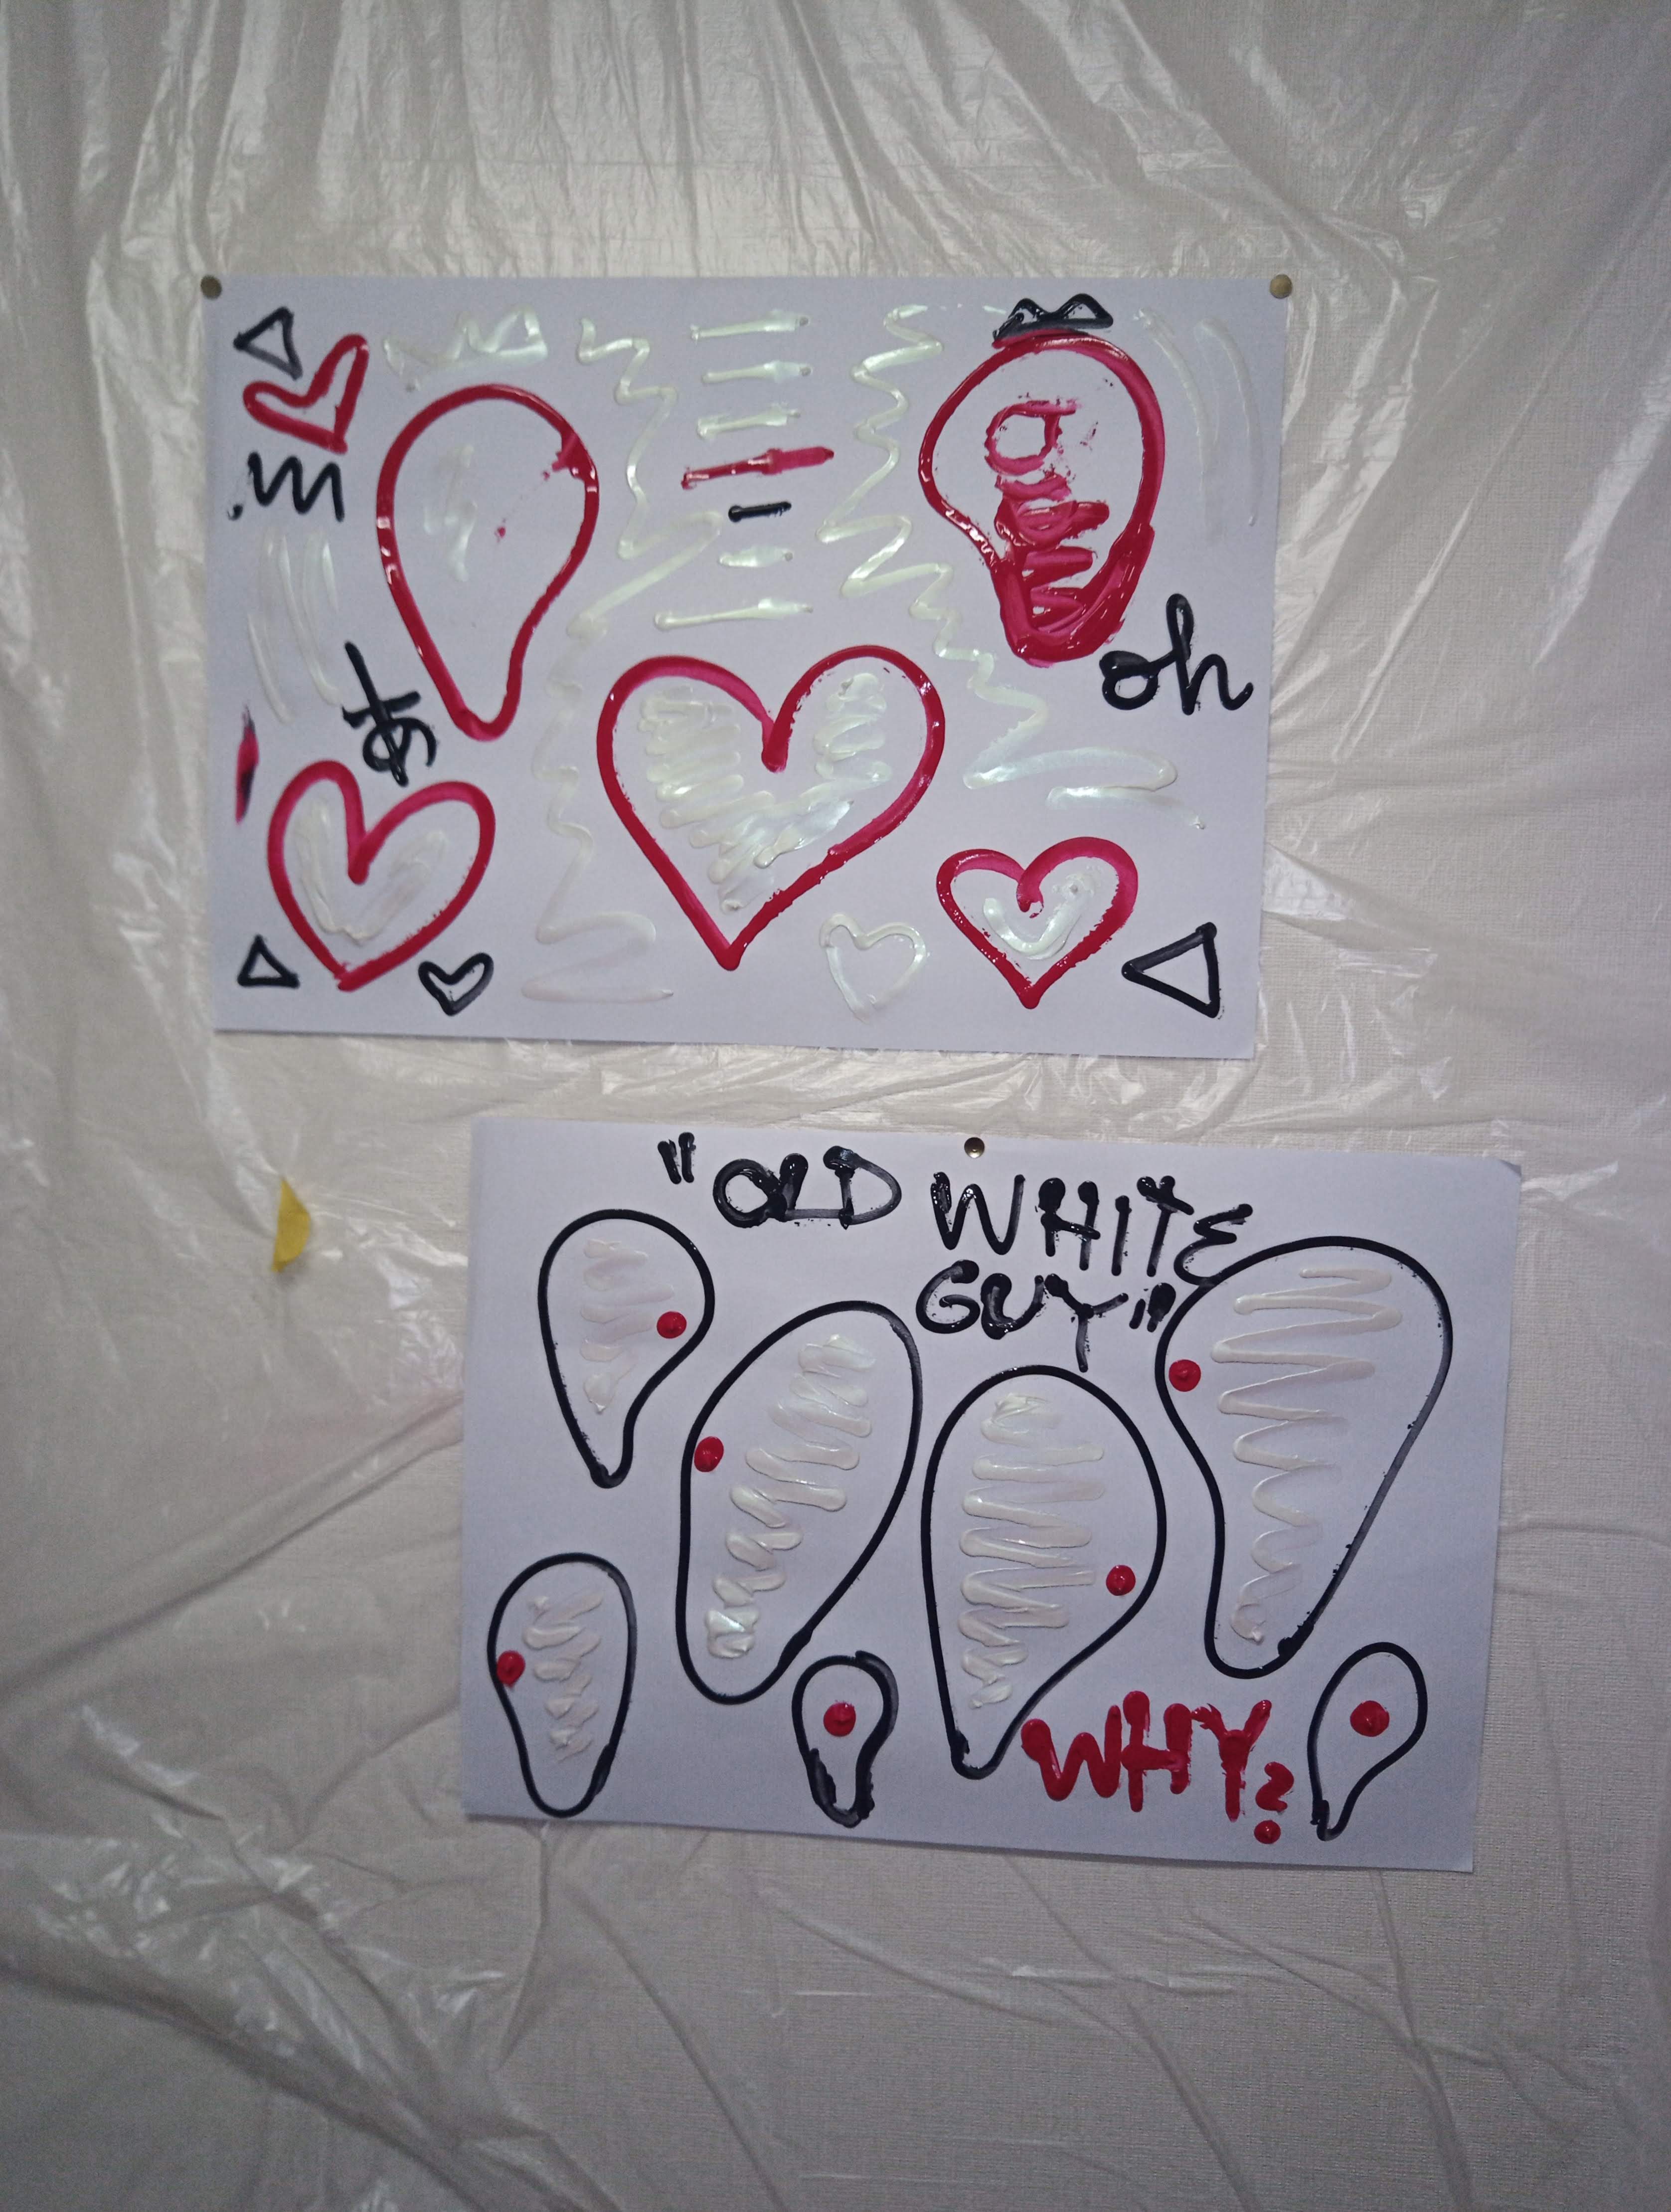 あ
oh
"OLD WHITE
GUY"
WHY?